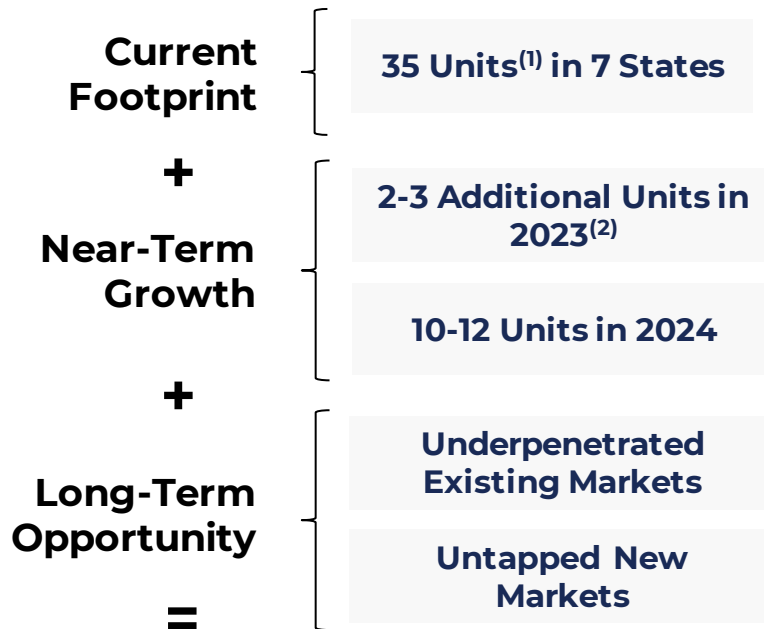 Current
Footprint
35 Units(1) in 7 States
+
Near-Term
Growth
2-3 Additional Units in
2023(2)
10-12 Units in 2024
+
Long-Term
Opportunity
Underpenetrated
Existing Markets
Untapped New
Markets
=